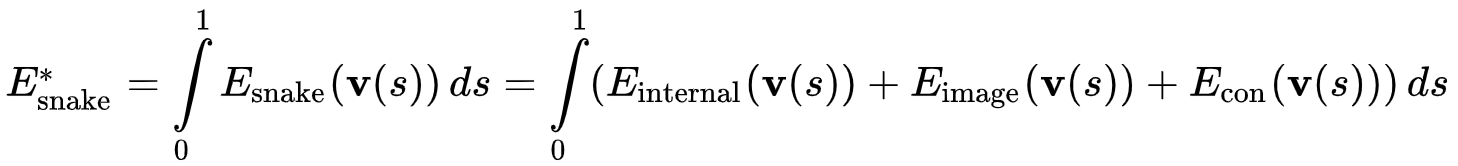 E*snake = ∫₀¹ Esnake(v(s)) ds = ∫₀¹ (Einternal(v(s)) + Eimage(v(s)) + Econ(v(s))) ds